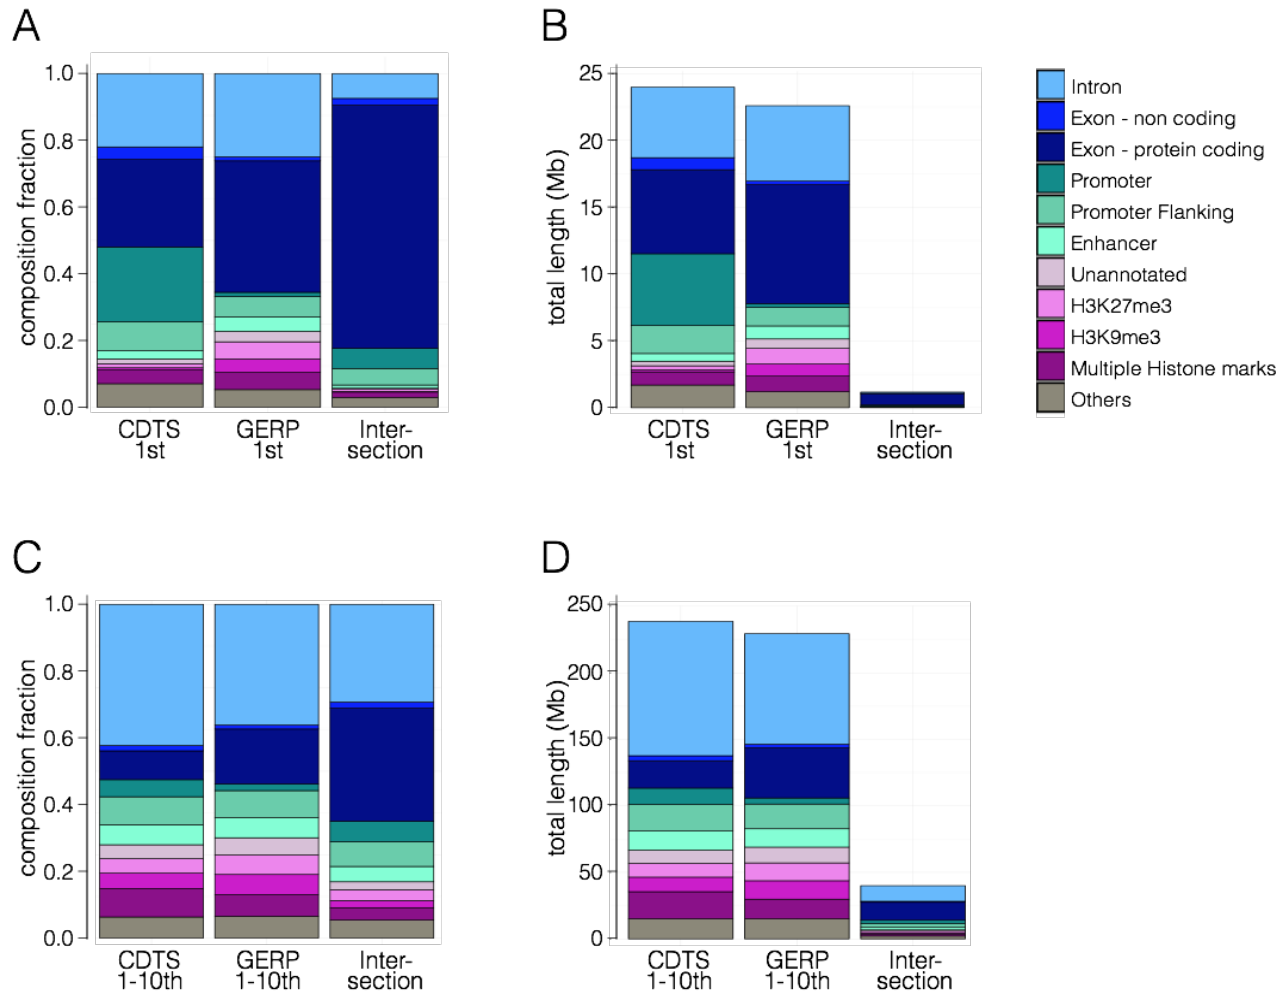 A
B
composition fraction
1.0
0.8
0.6
0.4
0.2
0.0
CDTS
1st
GERP
1st
Inter-
section
total length (Mb)
25
20
15
10
5
0
CDTS
1st
GERP
1st
Inter-
section
Intron
Exon - non coding
Exon - protein coding
Promoter
Promoter Flanking
Enhancer
Unannotated
H3K27me3
H3K9me3
Multiple Histone marks
Others
C
D
composition fraction
1.0
0.8
0.6
0.4
0.2
0.0
CDTS
1-10th
GERP
1-10th
Inter-
section
total length (Mb)
250
200
150
100
50
0
CDTS
1-10th
GERP
1-10th
Inter-
section